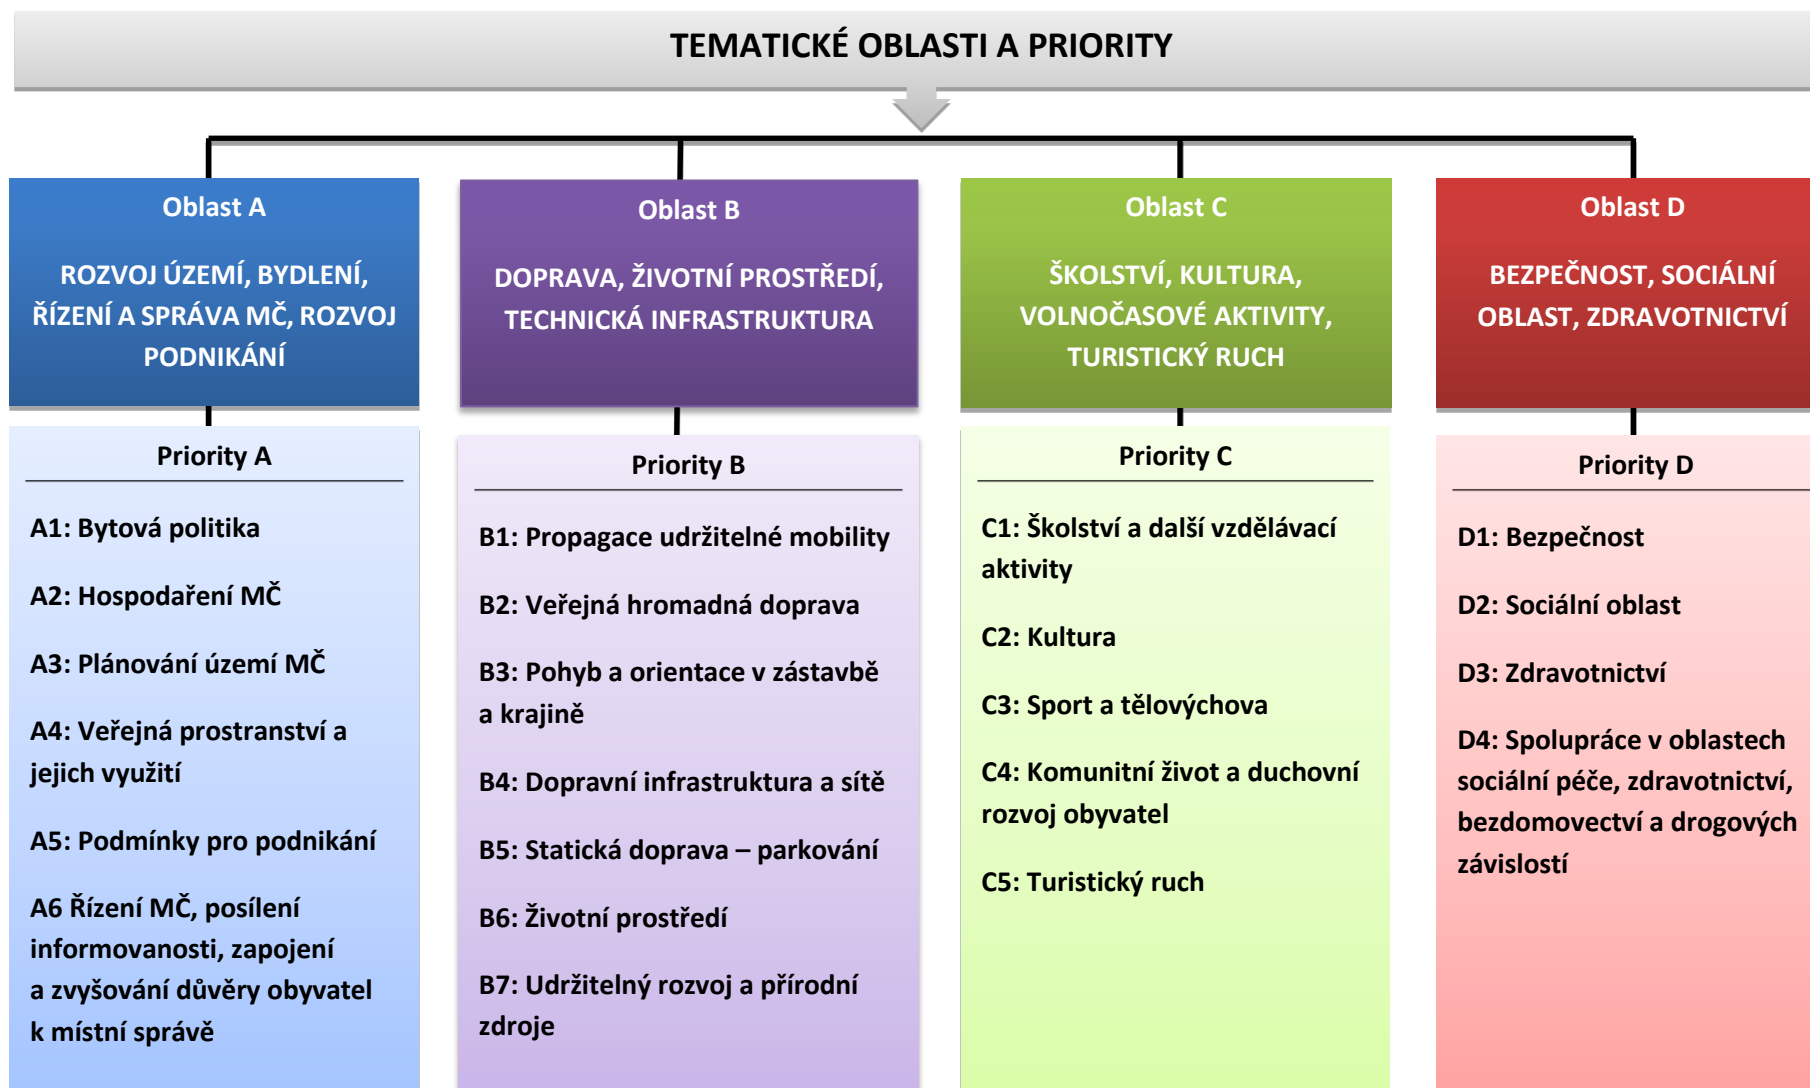 TEMATICKÉ OBLASTI A PRIORITY
Oblast A
ROZVOJ ÚZEMÍ, BYDLENÍ,
ŘÍZENÍ A SPRÁVA MČ, ROZVOJ
PODNIKÁNÍ
Oblast B
DOPRAVA, ŽIVOTNÍ PROSTŘEDÍ,
TECHNICKÁ INFRASTRUKTURA
Oblast C
ŠKOLSTVÍ, KULTURA,
VOLNOČASOVÉ AKTIVITY,
TURISTICKÝ RUCH
Oblast D
BEZPEČNOST, SOCIÁLNÍ
OBLAST, ZDRAVOTNICTVÍ
Priority A
A1: Bytová politika
A2: Hospodaření MČ
A3: Plánování území MČ
A4: Veřejná prostranství a
jejich využití
A5: Podmínky pro podnikání
A6 Řízení MČ, posílení
informovanosti, zapojení
a zvyšování důvěry obyvatel
k místní správě
Priority B
B1: Propagace udržitelné mobility
B2: Veřejná hromadná doprava
B3: Pohyb a orientace v zástavbě
a krajině
B4: Dopravní infrastruktura a sítě
B5: Statická doprava – parkování
B6: Životní prostředí
B7: Udržitelný rozvoj a přírodní
zdroje
Priority C
C1: Školství a další vzdělávací
aktivity
C2: Kultura
C3: Sport a tělovýchova
C4: Komunitní život a duchovní
rozvoj obyvatel
C5: Turistický ruch
Priority D
D1: Bezpečnost
D2: Sociální oblast
D3: Zdravotnictví
D4: Spolupráce v oblastech
sociální péče, zdravotnictví,
bezdomovectví a drogových
závislostí